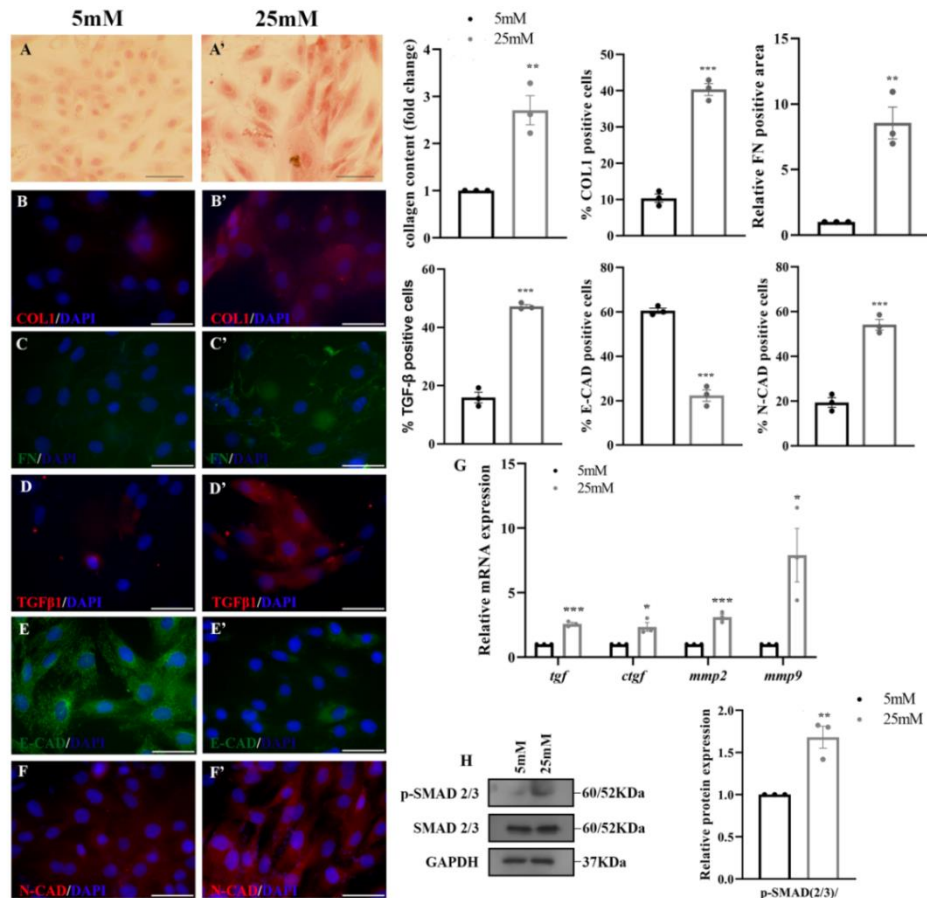 5mM 25mM
A A'
B B'
COL1/DAPI COL1/DAPI
C C'
FN/DAPI FN/DAPI
D D'
TGFβ1/DAPI TGFβ1/DAPI
E E'
E-CAD/DAPI E-CAD/DAPI
F F'
N-CAD/DAPI N-CAD/DAPI
5mM
25mM
collagen content (fold change)
4
3
2
1
0
**
% COL1 positive cells
50
40
30
20
10
0
***
Relative FN positive area
15
10
5
0
**
% TGF-β positive cells
60
40
20
0
***
% E-CAD positive cells
80
60
40
20
0
***
% N-CAD positive cells
80
60
40
20
0
***
G
5mM
25mM
Relative mRNA expression
15
10
5
0
*** * *** *
tgf ctgf mmp2 mmp9
H
5mM 25mM
p-SMAD 2/3 60/52KDa
SMAD 2/3 60/52KDa
GAPDH 37KDa
5mM
25mM
Relative protein expression
2.0
1.5
1.0
0.5
0.0
**
p-SMAD(2/3)/